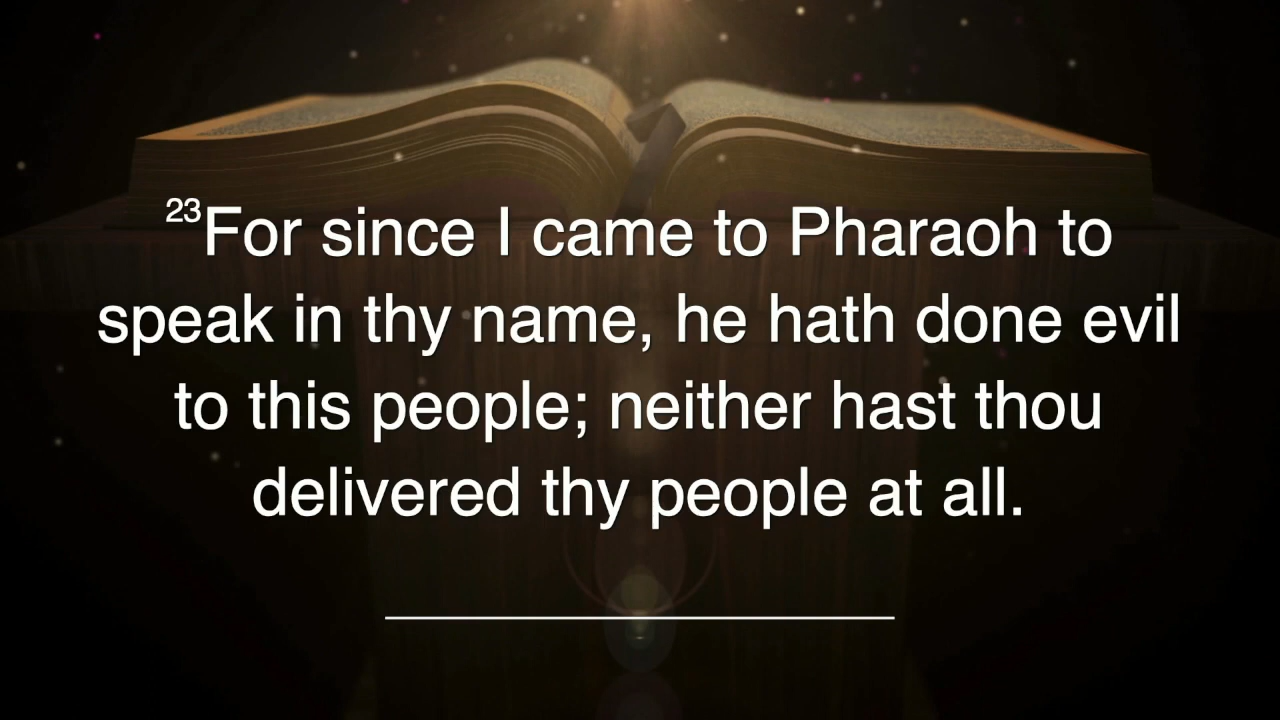 23For since I came to Pharaoh to
speak in thy name, he hath done evil
to this people; neither hast thou
delivered thy people at all.